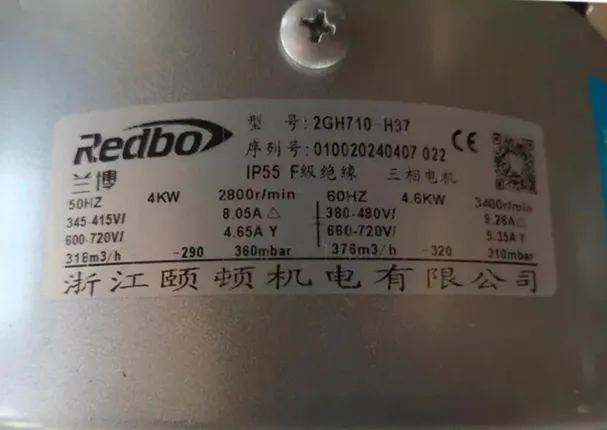 Redbo
兰博
型 号:2GH710-H37
序列号:010020240407 022
CE
IP55 F级绝缘 三相电机
50HZ 4KW 2800r/min 60HZ 4.6KW 3400r/min
345-415V/ 8.05A △ 380-480V/ 9.26A △
600-720V/ 4.65A Y 660-720V/ 5.35A Y
318m3/h -290 360mbar 376m3/h -320 310mbar
浙江颐顿机电有限公司